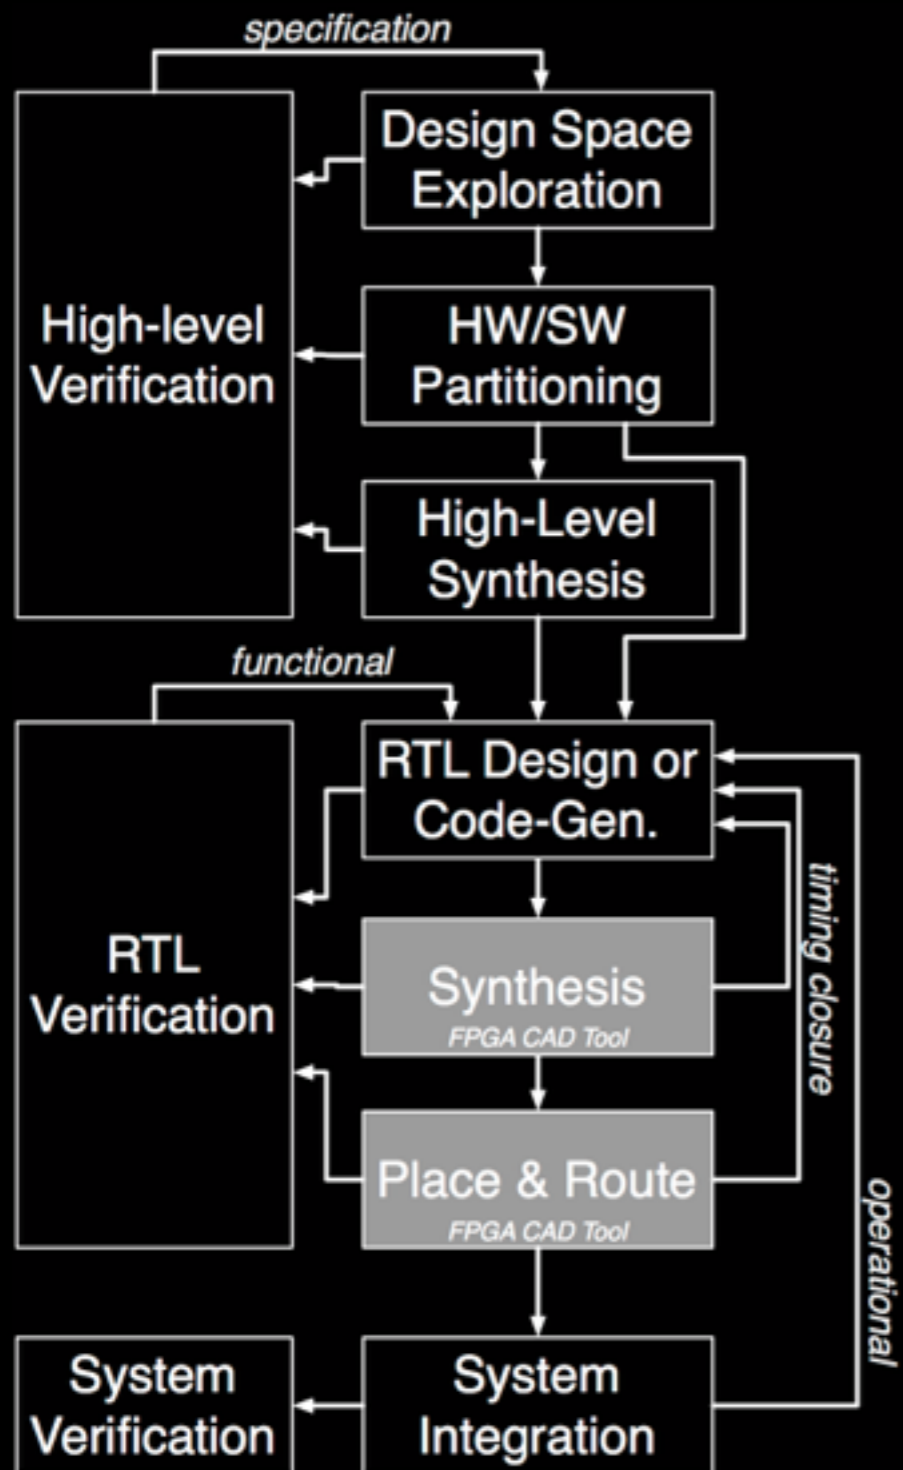 specification
Design Space
Exploration
High-level
Verification
HW/SW
Partitioning
High-Level
Synthesis
functional
RTL Design or
Code-Gen.
timing closure
RTL
Verification
Synthesis
FPGA CAD Tool
Place & Route
FPGA CAD Tool
operational
System
Verification
System
Integration